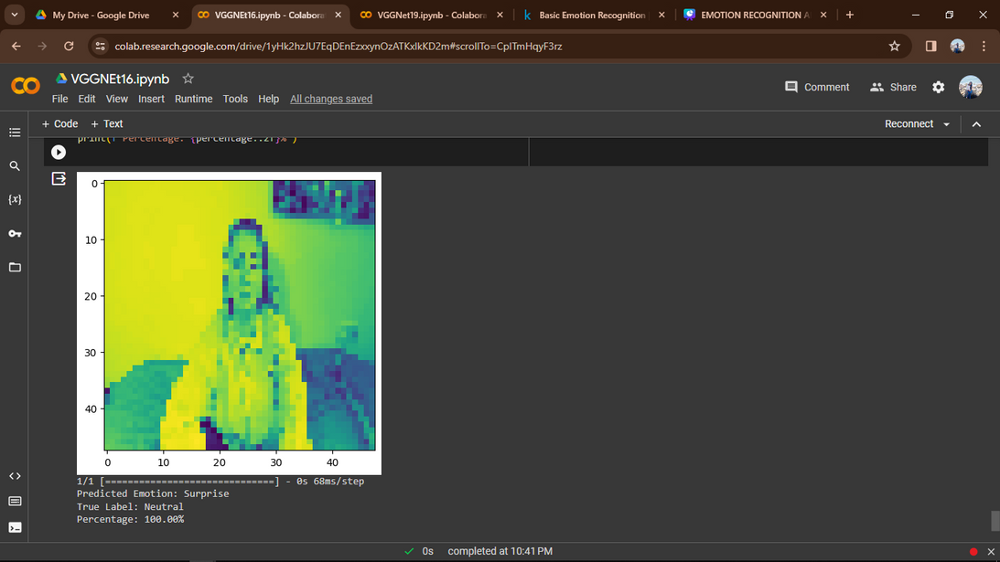 My Drive - Google Drive
VGGNEt16.ipynb - Colabora
VGGNet19.ipynb - Colabora
Basic Emotion Recognition
EMOTION RECOGNITION A
colab.research.google.com/drive/1yHk2hzJU7EqDEnEzxxynOzATKxlkKD2m#scrollTo=CpITmHqyF3rz
VGGNEt16.ipynb
File Edit View Insert Runtime Tools Help All changes saved
Comment Share
+ Code + Text
Reconnect
print(f"Percentage: {percentage:.2f}%")
{x}
0
10
20
30
40
0 10 20 30 40
1/1 [==============================] - 0s 68ms/step
Predicted Emotion: Surprise
True Label: Neutral
Percentage: 100.00%
0s completed at 10:41 PM